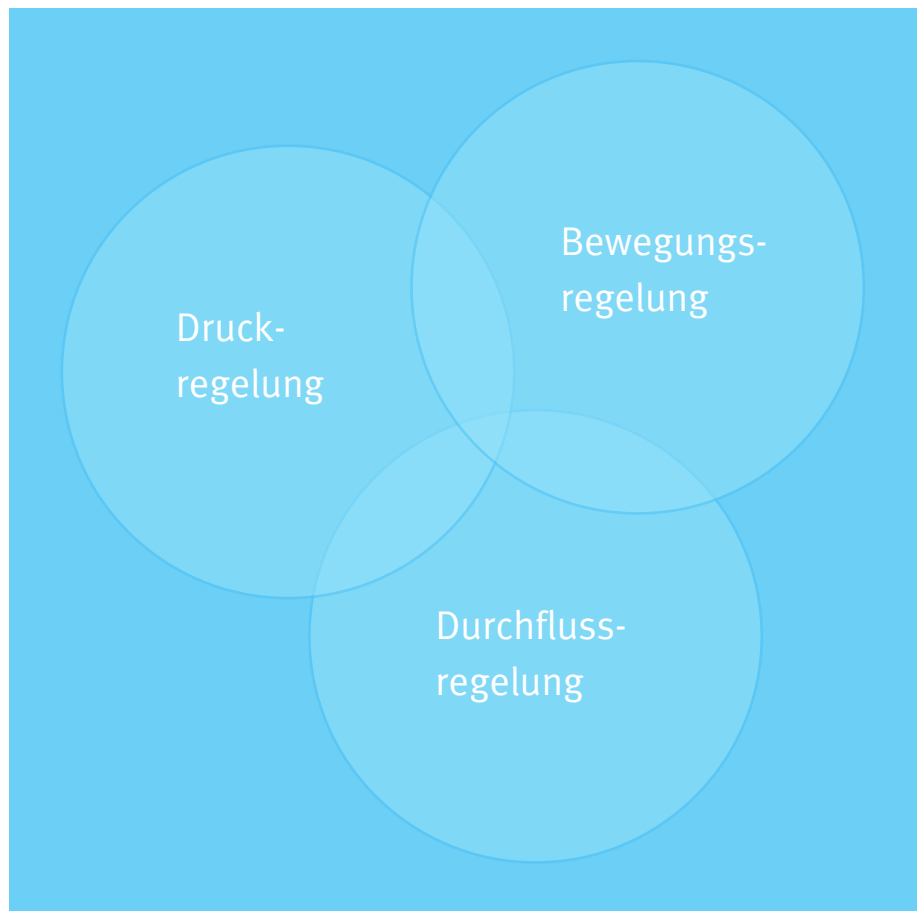 Bewegungs-
regelung
Druck-
regelung
Durchfluss-
regelung